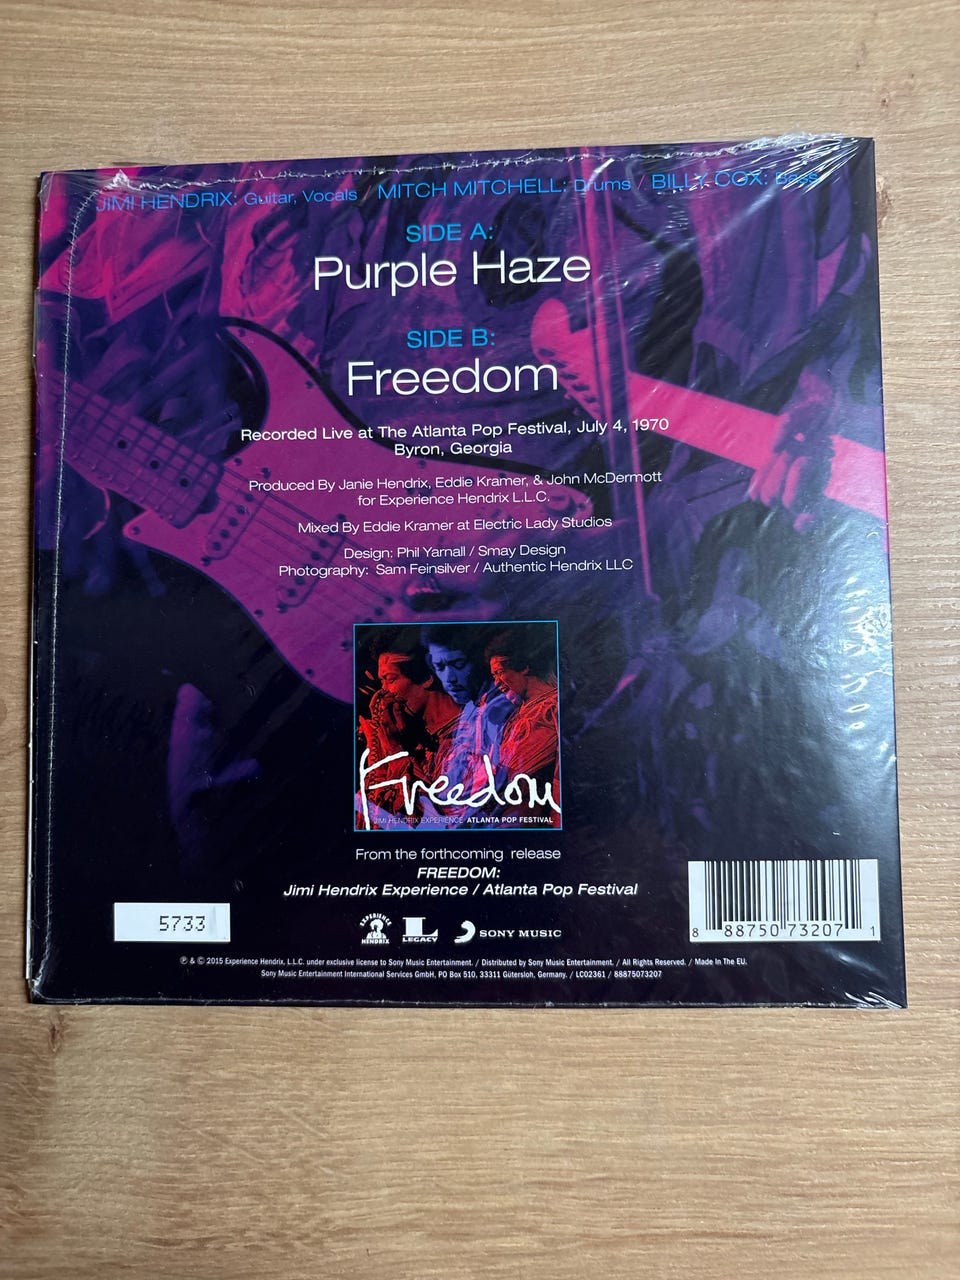 JIMI HENDRIX: Guitar, Vocals / MITCH MITCHELL: Drums / BILLY COX: Bass
SIDE A:
Purple Haze
SIDE B:
Freedom
Recorded Live at The Atlanta Pop Festival, July 4, 1970
Byron, Georgia
Produced By Janie Hendrix, Eddie Kramer, & John McDermott
for Experience Hendrix L.L.C.
Mixed By Eddie Kramer at Electric Lady Studios
Design: Phil Yarnall / Smay Design
Photography: Sam Feinsilver / Authentic Hendrix LLC
Freedom
JIMI HENDRIX EXPERIENCE ATLANTA POP FESTIVAL
From the forthcoming release
FREEDOM:
Jimi Hendrix Experience / Atlanta Pop Festival
5733
EXPERIENCE
HENDRIX
L
LEGACY
SONY MUSIC
8 88750 73207 1
℗ & © 2015 Experience Hendrix, L.L.C. under exclusive license to Sony Music Entertainment. / Distributed by Sony Music Entertainment. / All Rights Reserved. / Made In The EU.
Sony Music Entertainment International Services GmbH, PO Box 510, 33311 Gütersloh, Germany. / LC02361 / 88875073207